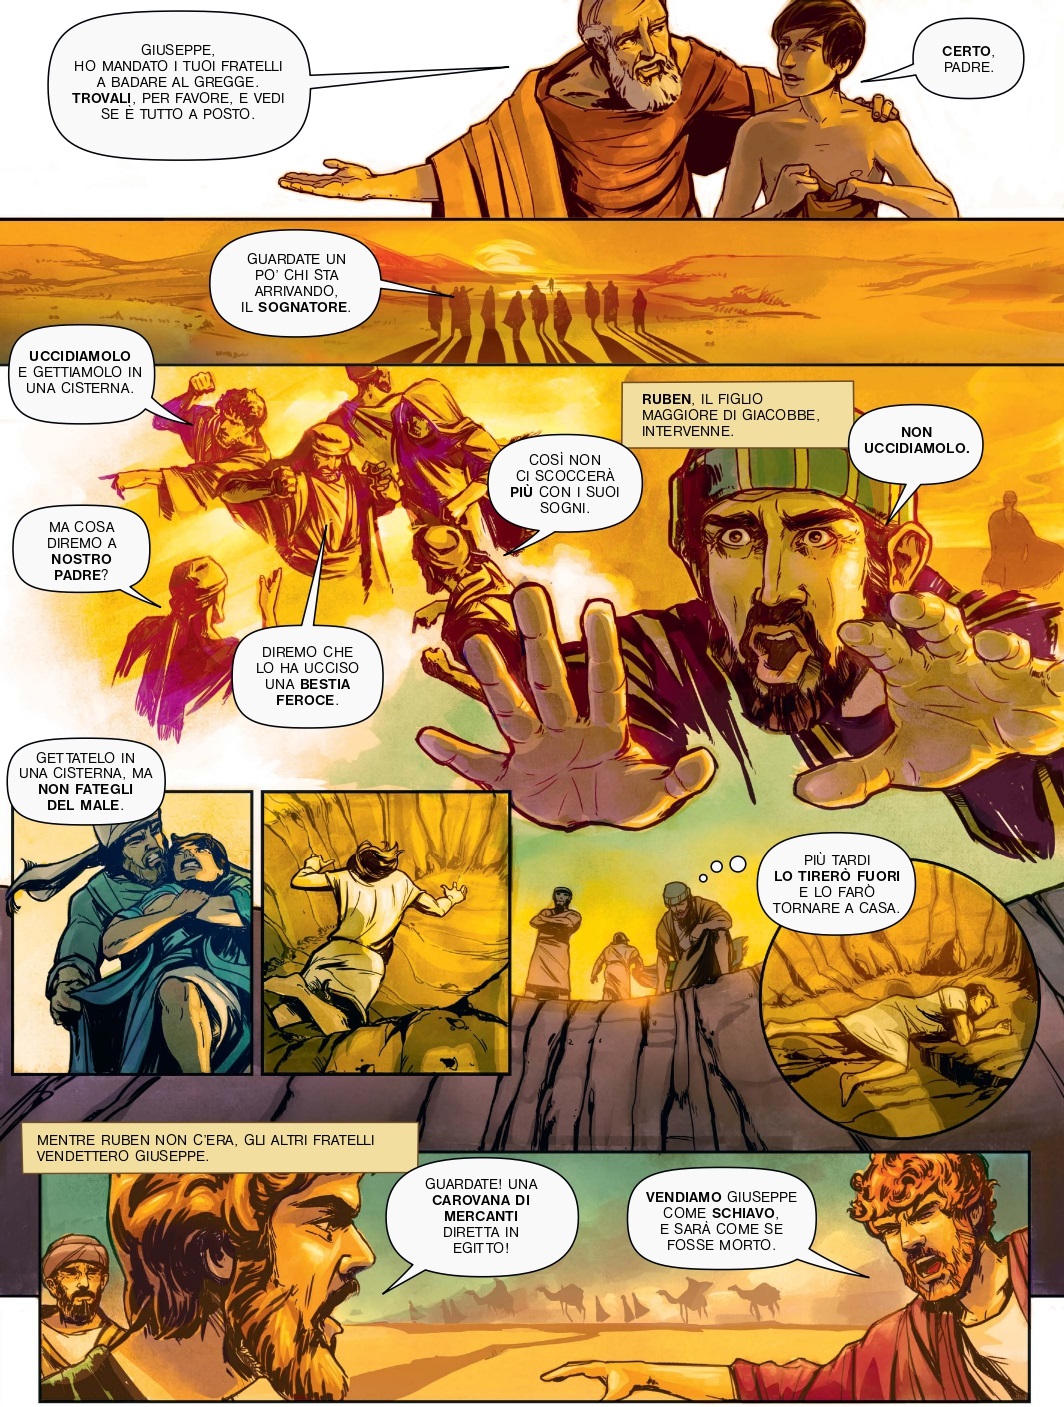 GIUSEPPE,
HO MANDATO I TUOI FRATELLI
A BADARE AL GREGGE.
TROVALI, PER FAVORE, E VEDI
SE È TUTTO A POSTO.
CERTO,
PADRE.
GUARDATE UN
PO' CHI STA
ARRIVANDO,
IL SOGNATORE.
UCCIDIAMOLO
E GETTIAMOLO IN
UNA CISTERNA.
RUBEN, IL FIGLIO
MAGGIORE DI GIACOBBE,
INTERVENNE.
NON
UCCIDIAMOLO.
COSÌ NON
CI SCOCCERÀ
PIÙ CON I SUOI
SOGNI.
MA COSA
DIREMO A
NOSTRO
PADRE?
DIREMO CHE
LO HA UCCISO
UNA BESTIA
FEROCE.
GETTATELO IN
UNA CISTERNA, MA
NON FATEGLI
DEL MALE.
PIÙ TARDI
LO TIRERÒ FUORI
E LO FARÒ
TORNARE A CASA.
MENTRE RUBEN NON C'ERA, GLI ALTRI FRATELLI
VENDETTERO GIUSEPPE.
GUARDATE! UNA
CAROVANA DI
MERCANTI
DIRETTA IN
EGITTO!
VENDIAMO GIUSEPPE
COME SCHIAVO,
E SARÀ COME SE
FOSSE MORTO.